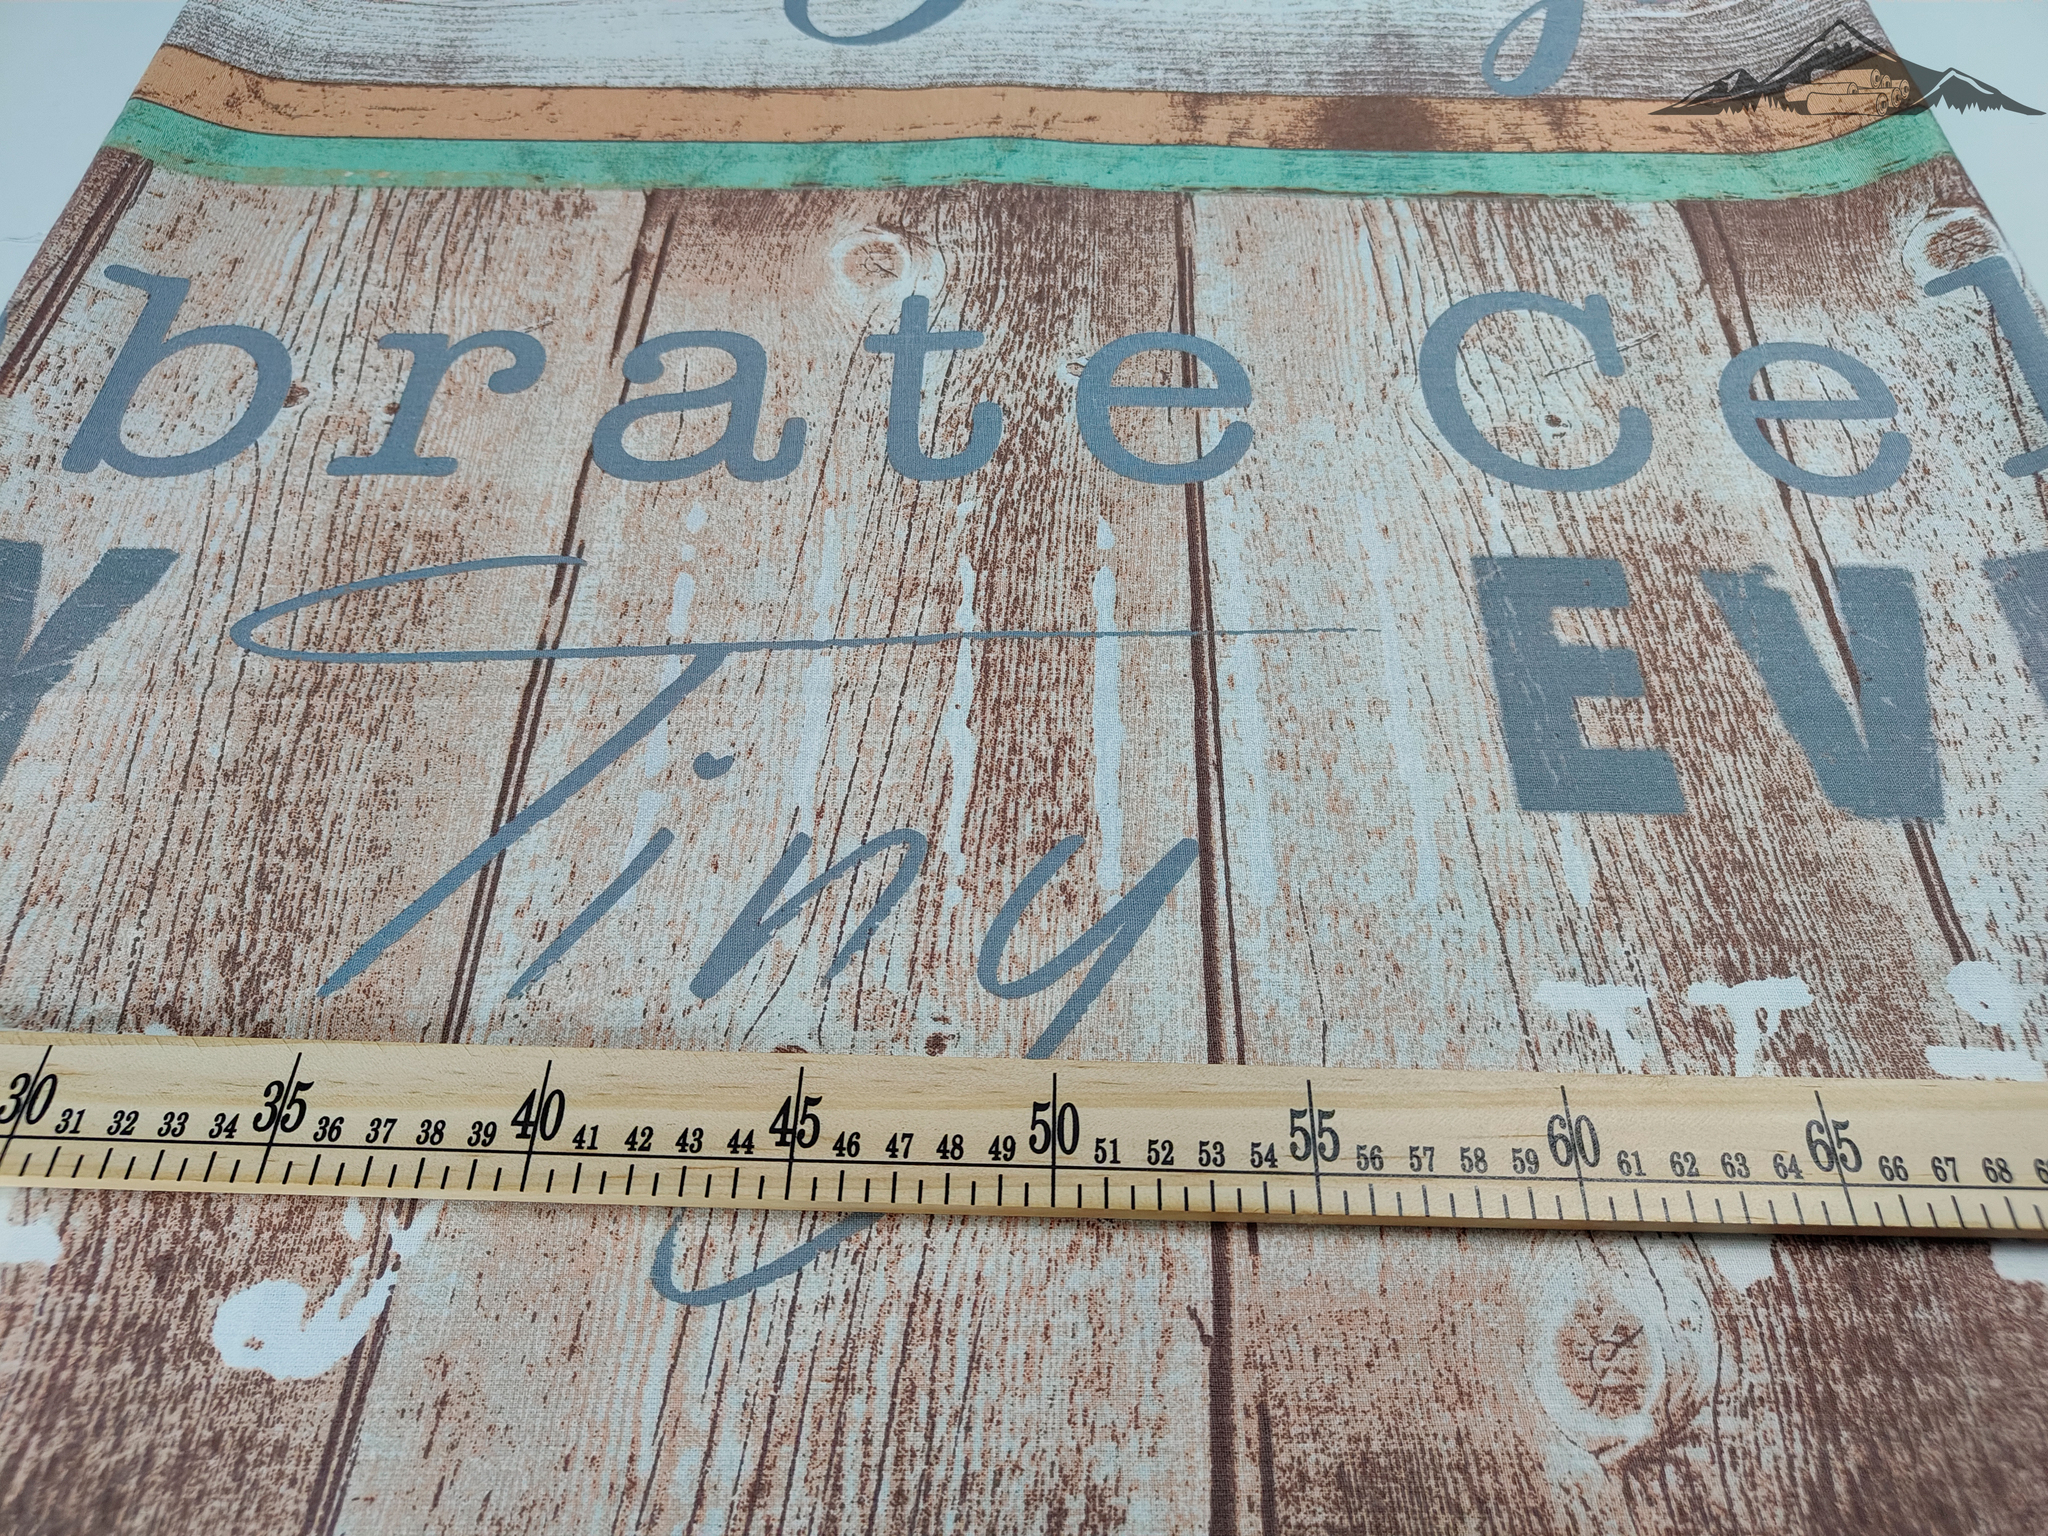 brate Cel
Y Tiny EV
30 31 32 33 34 35 36 37 38 39 40 41 42 43 44 45 46 47 48 49 50 51 52 53 54 55 56 57 58 59 60 61 62 63 64 65 66 67 68